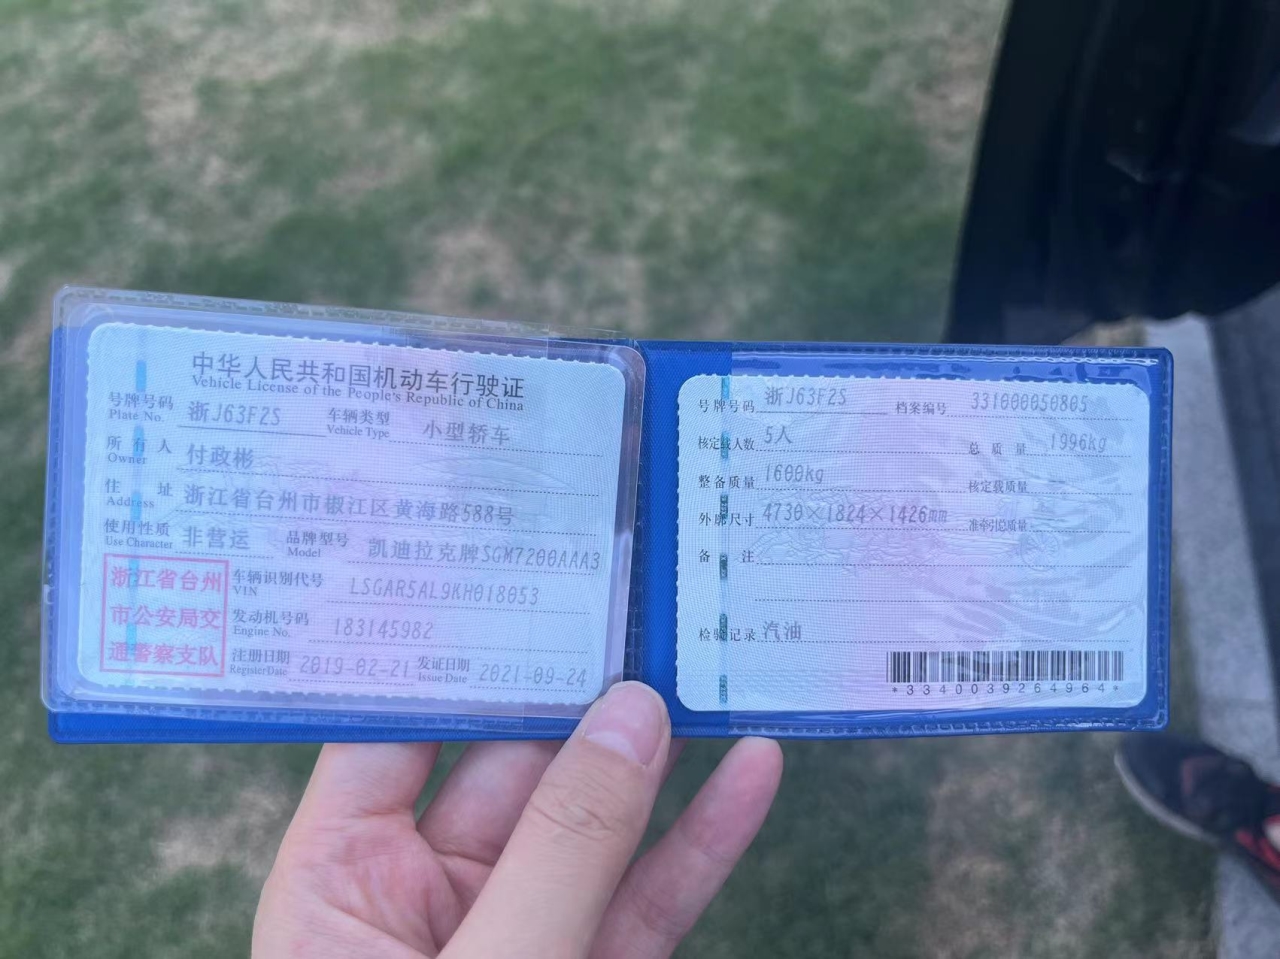 中华人民共和国机动车行驶证
Vehicle License of the People's Republic of China
号牌号码 浙J63F2S 车辆类型 小型轿车
Plate No. Vehicle Type
所有人 付政彬
Owner
住址 浙江省台州市椒江区黄海路588号
Address
使用性质 非营运 品牌型号 凯迪拉克牌SGM7200AAA3
Use Character Model
浙江省台州
市公安局交
通警察支队
车辆识别代号 LSGAR5AL9KH018053
VIN
发动机号码 183145982
Engine No.
注册日期 2019-02-21 发证日期 2021-09-24
Register Date Issue Date
号牌号码 浙J63F2S 档案编号 331000050805
核定载人数 5人 总质量 1996kg
整备质量 1600kg 核定载质量
外廓尺寸 4730×1824×1426mm 准牵引总质量
备注
检验记录 汽油
*3340039264964*